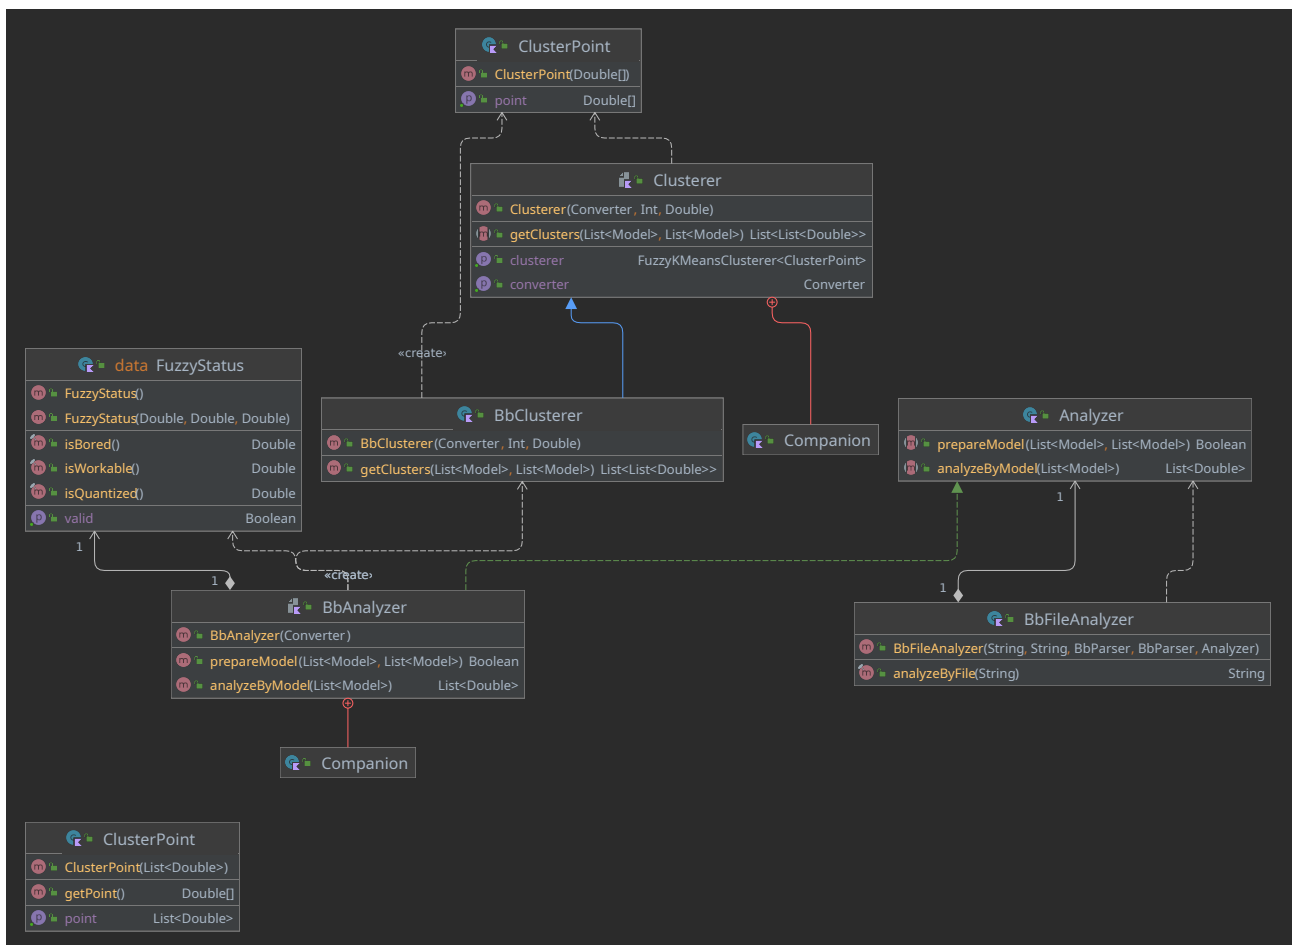 ClusterPoint
ClusterPoint(Double[])
point Double[]
Clusterer
Clusterer(Converter, Int, Double)
getClusters(List<Model>, List<Model>) List<List<Double>>
clusterer FuzzyKMeansClusterer<ClusterPoint>
converter Converter
«create»
data FuzzyStatus
FuzzyStatus()
FuzzyStatus(Double, Double, Double)
isBored() Double
isWorkable() Double
isQuantized() Double
valid Boolean
BbClusterer
BbClusterer(Converter, Int, Double)
getClusters(List<Model>, List<Model>) List<List<Double>>
Companion
Analyzer
prepareModel(List<Model>, List<Model>) Boolean
analyzeByModel(List<Model>) List<Double>
1
1
1
1
«create»
BbAnalyzer
BbAnalyzer(Converter)
prepareModel(List<Model>, List<Model>) Boolean
analyzeByModel(List<Model>) List<Double>
BbFileAnalyzer
BbFileAnalyzer(String, String, BbParser, BbParser, Analyzer)
analyzeByFile(String) String
Companion
ClusterPoint
ClusterPoint(List<Double>)
getPoint() Double[]
point List<Double>